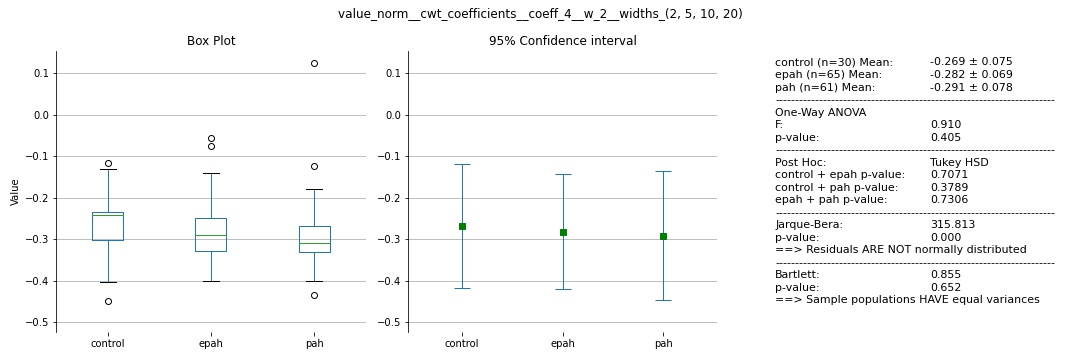 value_norm__cwt_coefficients__coeff_4__w_2__widths_(2, 5, 10, 20)
Box Plot
Value
0.1
0.0
−0.1
−0.2
−0.3
−0.4
−0.5
control epah pah
95% Confidence interval
0.1
0.0
−0.1
−0.2
−0.3
−0.4
−0.5
control epah pah
control (n=30) Mean: -0.269 ± 0.075
epah (n=65) Mean: -0.282 ± 0.069
pah (n=61) Mean: -0.291 ± 0.078
One-Way ANOVA
F: 0.910
p-value: 0.405
Post Hoc: Tukey HSD
control + epah p-value: 0.7071
control + pah p-value: 0.3789
epah + pah p-value: 0.7306
Jarque-Bera: 315.813
p-value: 0.000
==> Residuals ARE NOT normally distributed
Bartlett: 0.855
p-value: 0.652
==> Sample populations HAVE equal variances